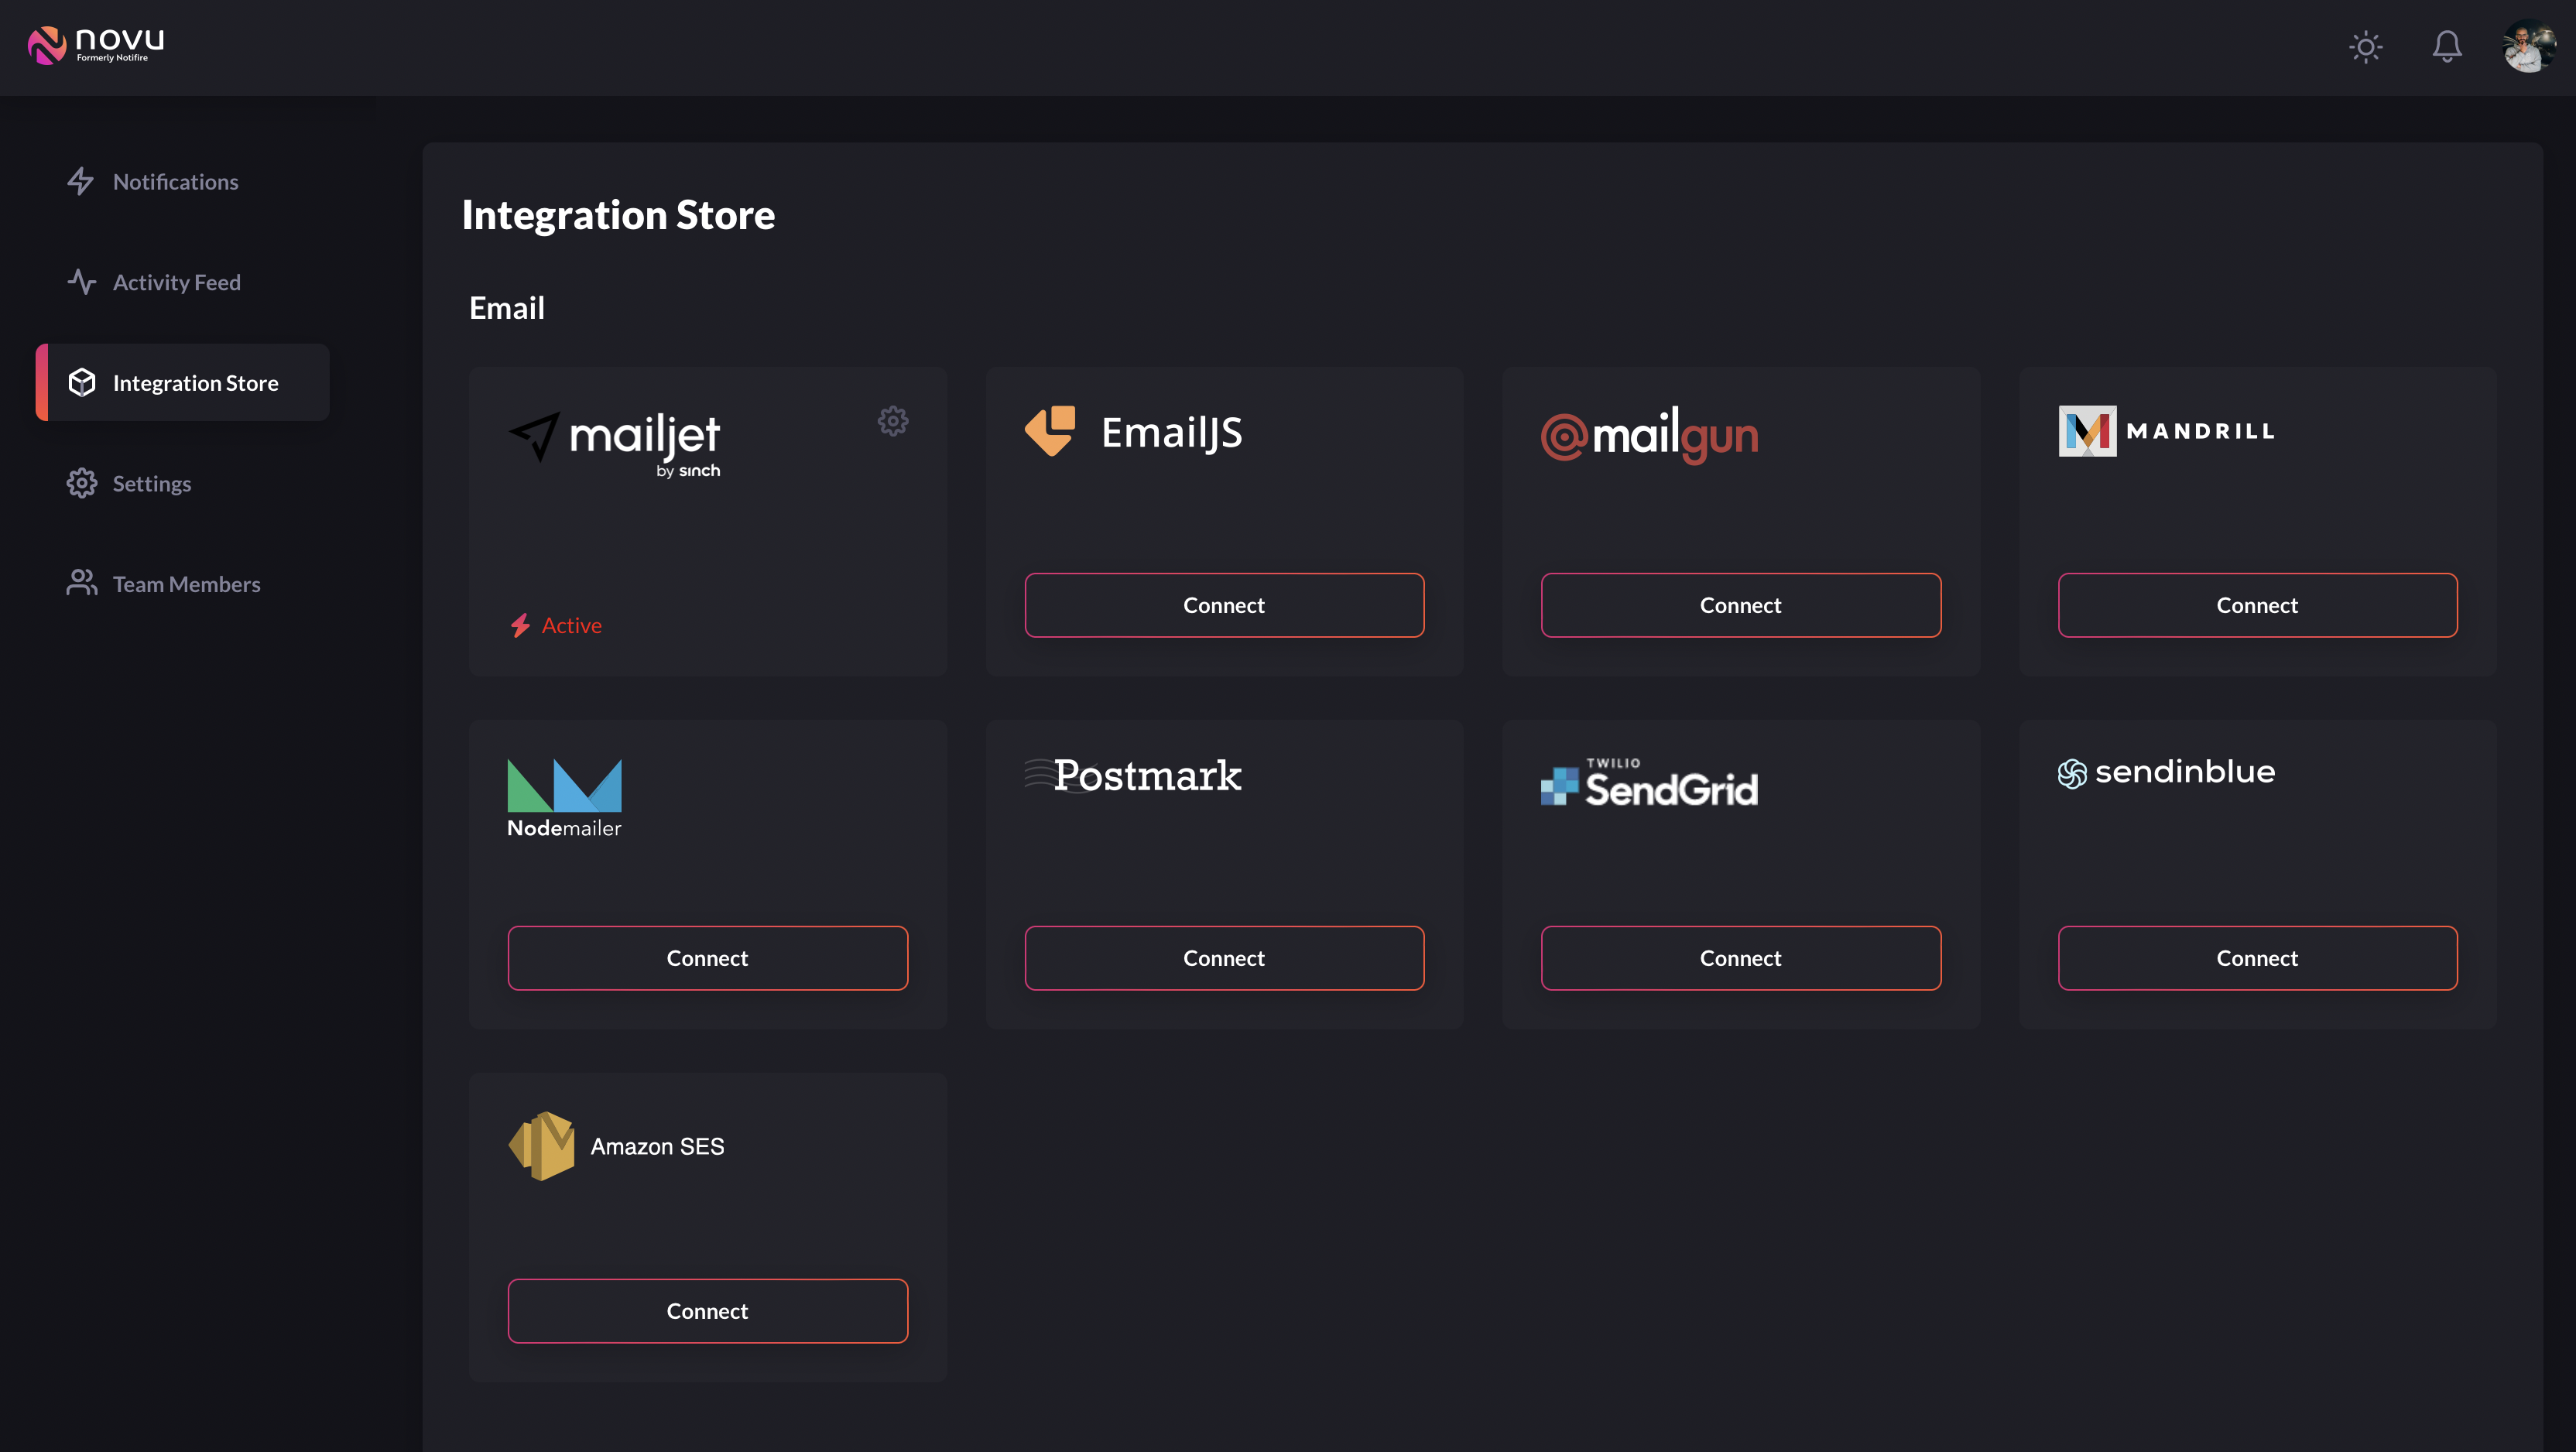 novu
Formerly Notifire
Notifications
Activity Feed
Integration Store
Settings
Team Members
Integration Store
Email
mailjet
by sinch
Active
EmailJS
Connect
@mailgun
Connect
MANDRILL
Connect
Nodemailer
Connect
Postmark
Connect
TWILIO
SendGrid
Connect
sendinblue
Connect
Amazon SES
Connect